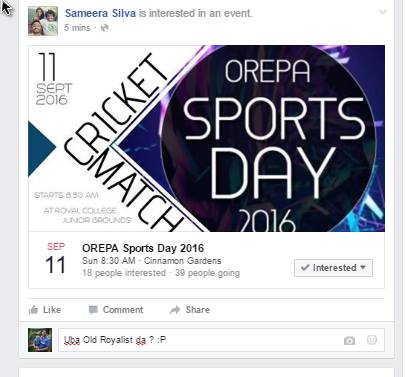 Sameera Silva is interested in an event.
5 mins ·
11
SEPT
2016
CRICKET
MATCH
STARTS 8.30 AM
AT ROYAL COLLEGE
JUNIOR GROUNDS
OREPA
SPORTS
DAY
2016
SEP
11
OREPA Sports Day 2016
Sun 8:30 AM · Cinnamon Gardens
18 people interested · 39 people going
Interested
Like Comment Share
Uba Old Royalist da ? :P